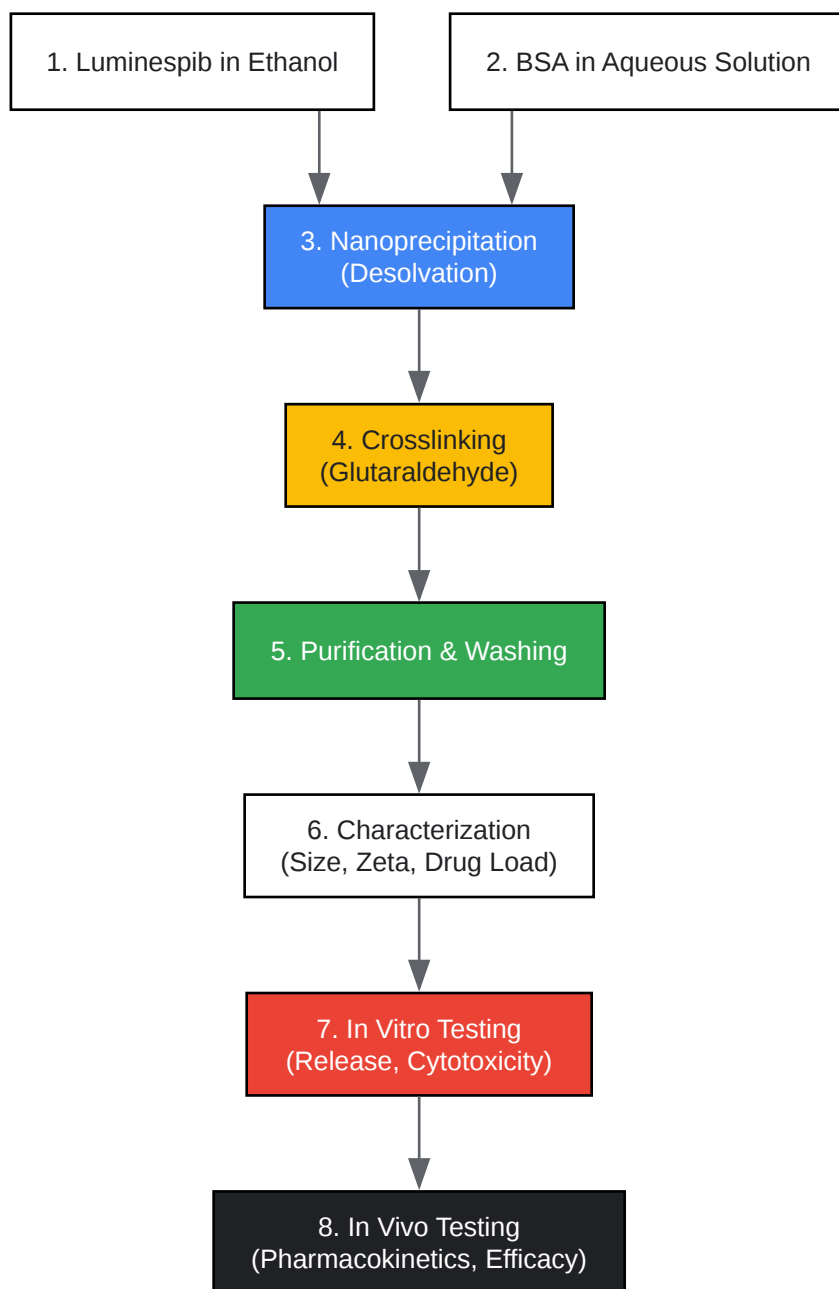 1. Luminespib in Ethanol
2. BSA in Aqueous Solution
3. Nanoprecipitation
(Desolvation)
4. Crosslinking
(Glutaraldehyde)
5. Purification & Washing
6. Characterization
(Size, Zeta, Drug Load)
7. In Vitro Testing
(Release, Cytotoxicity)
8. In Vivo Testing
(Pharmacokinetics, Efficacy)